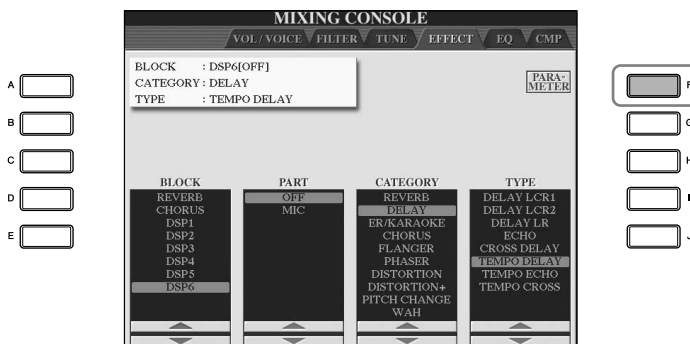 MIXING CONSOLE
VOL/VOICE FILTER TUNE EFFECT EQ CMP
BLOCK : DSP6[OFF]
CATEGORY : DELAY
TYPE : TEMPO DELAY
PARA-
METER
A
B
C
D
E
F
G
H
I
J
BLOCK
REVERB
CHORUS
DSP1
DSP2
DSP3
DSP4
DSP5
DSP6
PART
OFF
MIC
CATEGORY
REVERB
DELAY
ER/KARAOKE
CHORUS
FLANGER
PHASER
DISTORTION
DISTORTION+
PITCH CHANGE
WAH
TYPE
DELAY LCR1
DELAY LCR2
DELAY LR
ECHO
CROSS DELAY
TEMPO DELAY
TEMPO ECHO
TEMPO CROSS